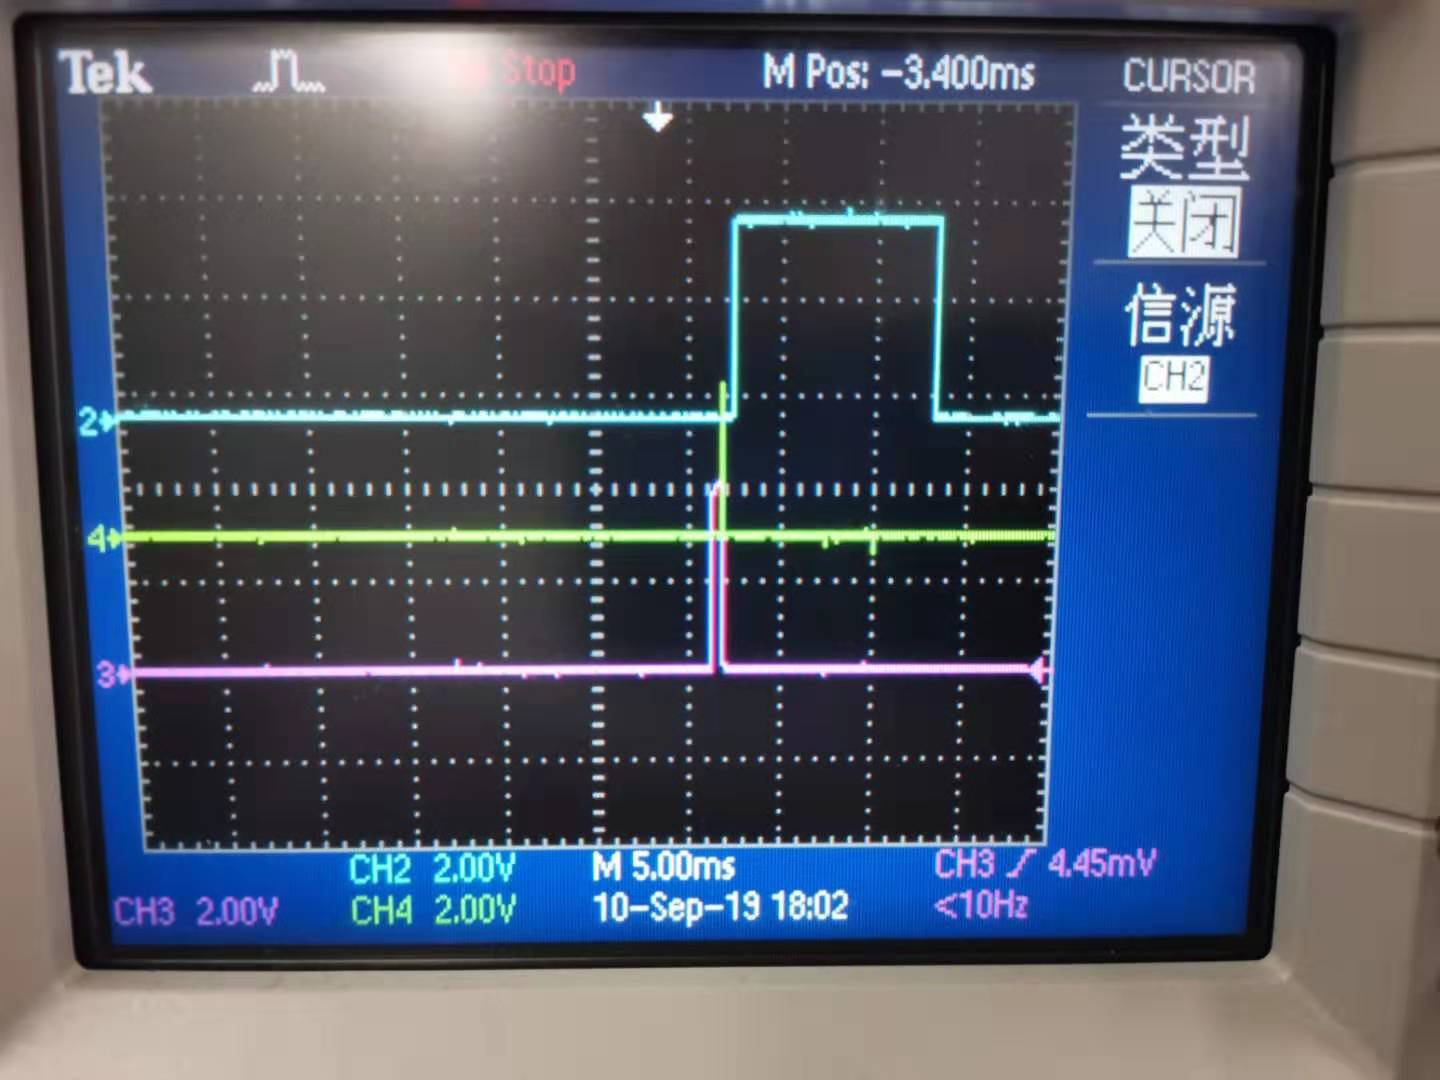 Tek Stop M Pos: -3.400ms CURSOR
类型
关闭
信源
CH2
2
4
3
CH2 2.00V M 5.00ms CH3 4.45mV
CH3 2.00V CH4 2.00V 10-Sep-19 18:02 <10Hz